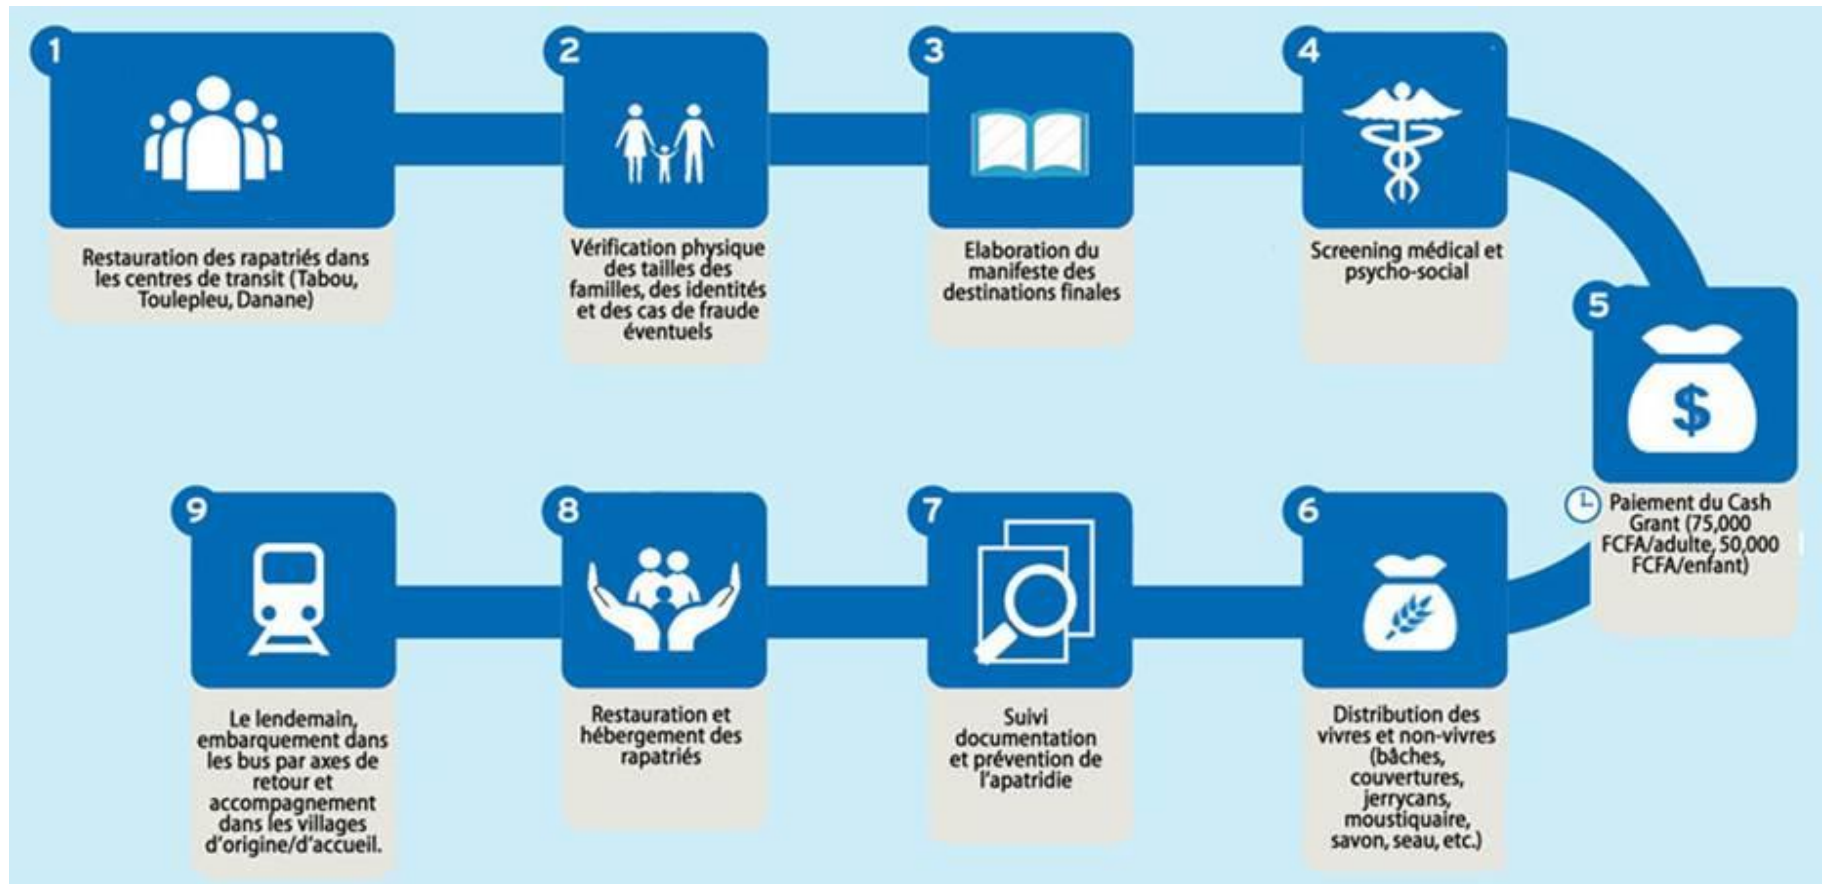 1
Restauration des rapatriés dans
les centres de transit (Tabou,
Toulepleu, Danane)
2
Vérification physique
des tailles des
familles, des identités
et des cas de fraude
éventuels
3
Elaboration du
manifeste des
destinations finales
4
Screening médical et
psycho-social
5
$
Paiement du Cash
Grant (75,000
FCFA/adulte, 50,000
FCFA/enfant)
6
Distribution des
vivres et non-vivres
(bâches,
couvertures,
jerrycans,
moustiquaire,
savon, seau, etc.)
7
Suivi
documentation
et prévention de
l'apatridie
8
Restauration et
hébergement des
rapatriés
9
Le lendemain,
embarquement dans
les bus par axes de
retour et
accompagnement
dans les villages
d'origine/d'accueil.